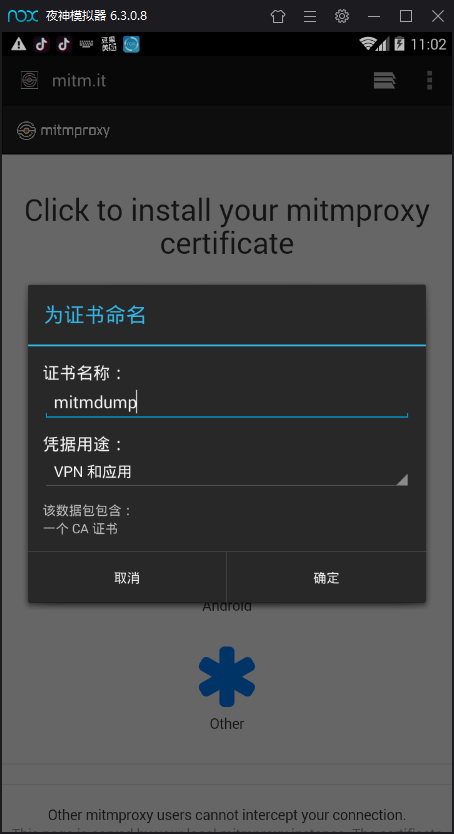 nox 夜神模拟器 6.3.0.8
11:02
mitm.it
mitmproxy
Click to install your mitmproxy
certificate
为证书命名
证书名称：
mitmdump
凭据用途：
VPN 和应用
该数据包包含：
一个 CA 证书
取消 确定
Android
Other
Other mitmproxy users cannot intercept your connection.